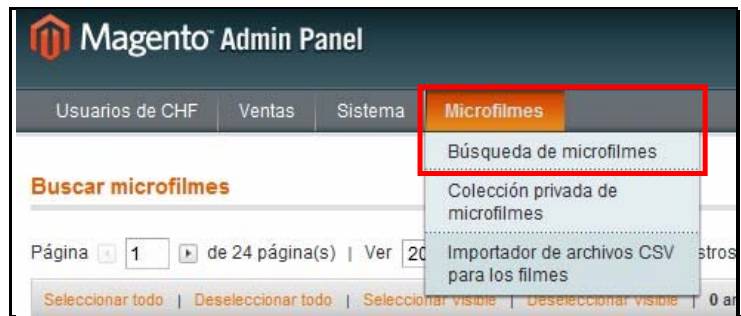 Magento™ Admin Panel
Usuarios de CHF
Ventas
Sistema
Microfilmes
Búsqueda de microfilmes
Colección privada de
microfilmes
Importador de archivos CSV
para los filmes
Buscar microfilmes
Página 1 de 24 página(s) | Ver 20
Seleccionar todo | Deseleccionar todo | Seleccionar visible | Deseleccionar visible | 0